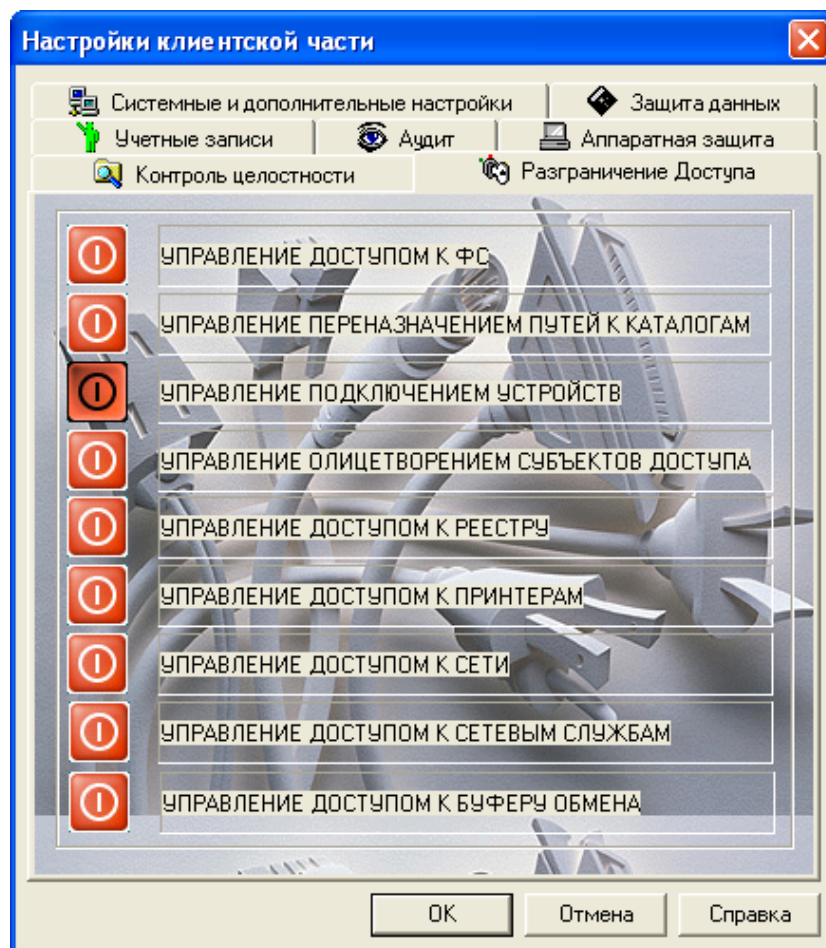 Настройки клиентской части
Системные и дополнительные настройки
Защита данных
Учетные записи
Аудит
Аппаратная защита
Контроль целостности
Разграничение Доступа
УПРАВЛЕНИЕ ДОСТУПОМ К ФС
УПРАВЛЕНИЕ ПЕРЕНАЗНАЧЕНИЕМ ПУТЕЙ К КАТАЛОГАМ
УПРАВЛЕНИЕ ПОДКЛЮЧЕНИЕМ УСТРОЙСТВ
УПРАВЛЕНИЕ ОЛИЦЕТВОРЕНИЕМ СУБЪЕКТОВ ДОСТУПА
УПРАВЛЕНИЕ ДОСТУПОМ К РЕЕСТРУ
УПРАВЛЕНИЕ ДОСТУПОМ К ПРИНТЕРАМ
УПРАВЛЕНИЕ ДОСТУПОМ К СЕТИ
УПРАВЛЕНИЕ ДОСТУПОМ К СЕТЕВЫМ СЛУЖБАМ
УПРАВЛЕНИЕ ДОСТУПОМ К БУФЕРУ ОБМЕНА
OK
Отмена
Справка